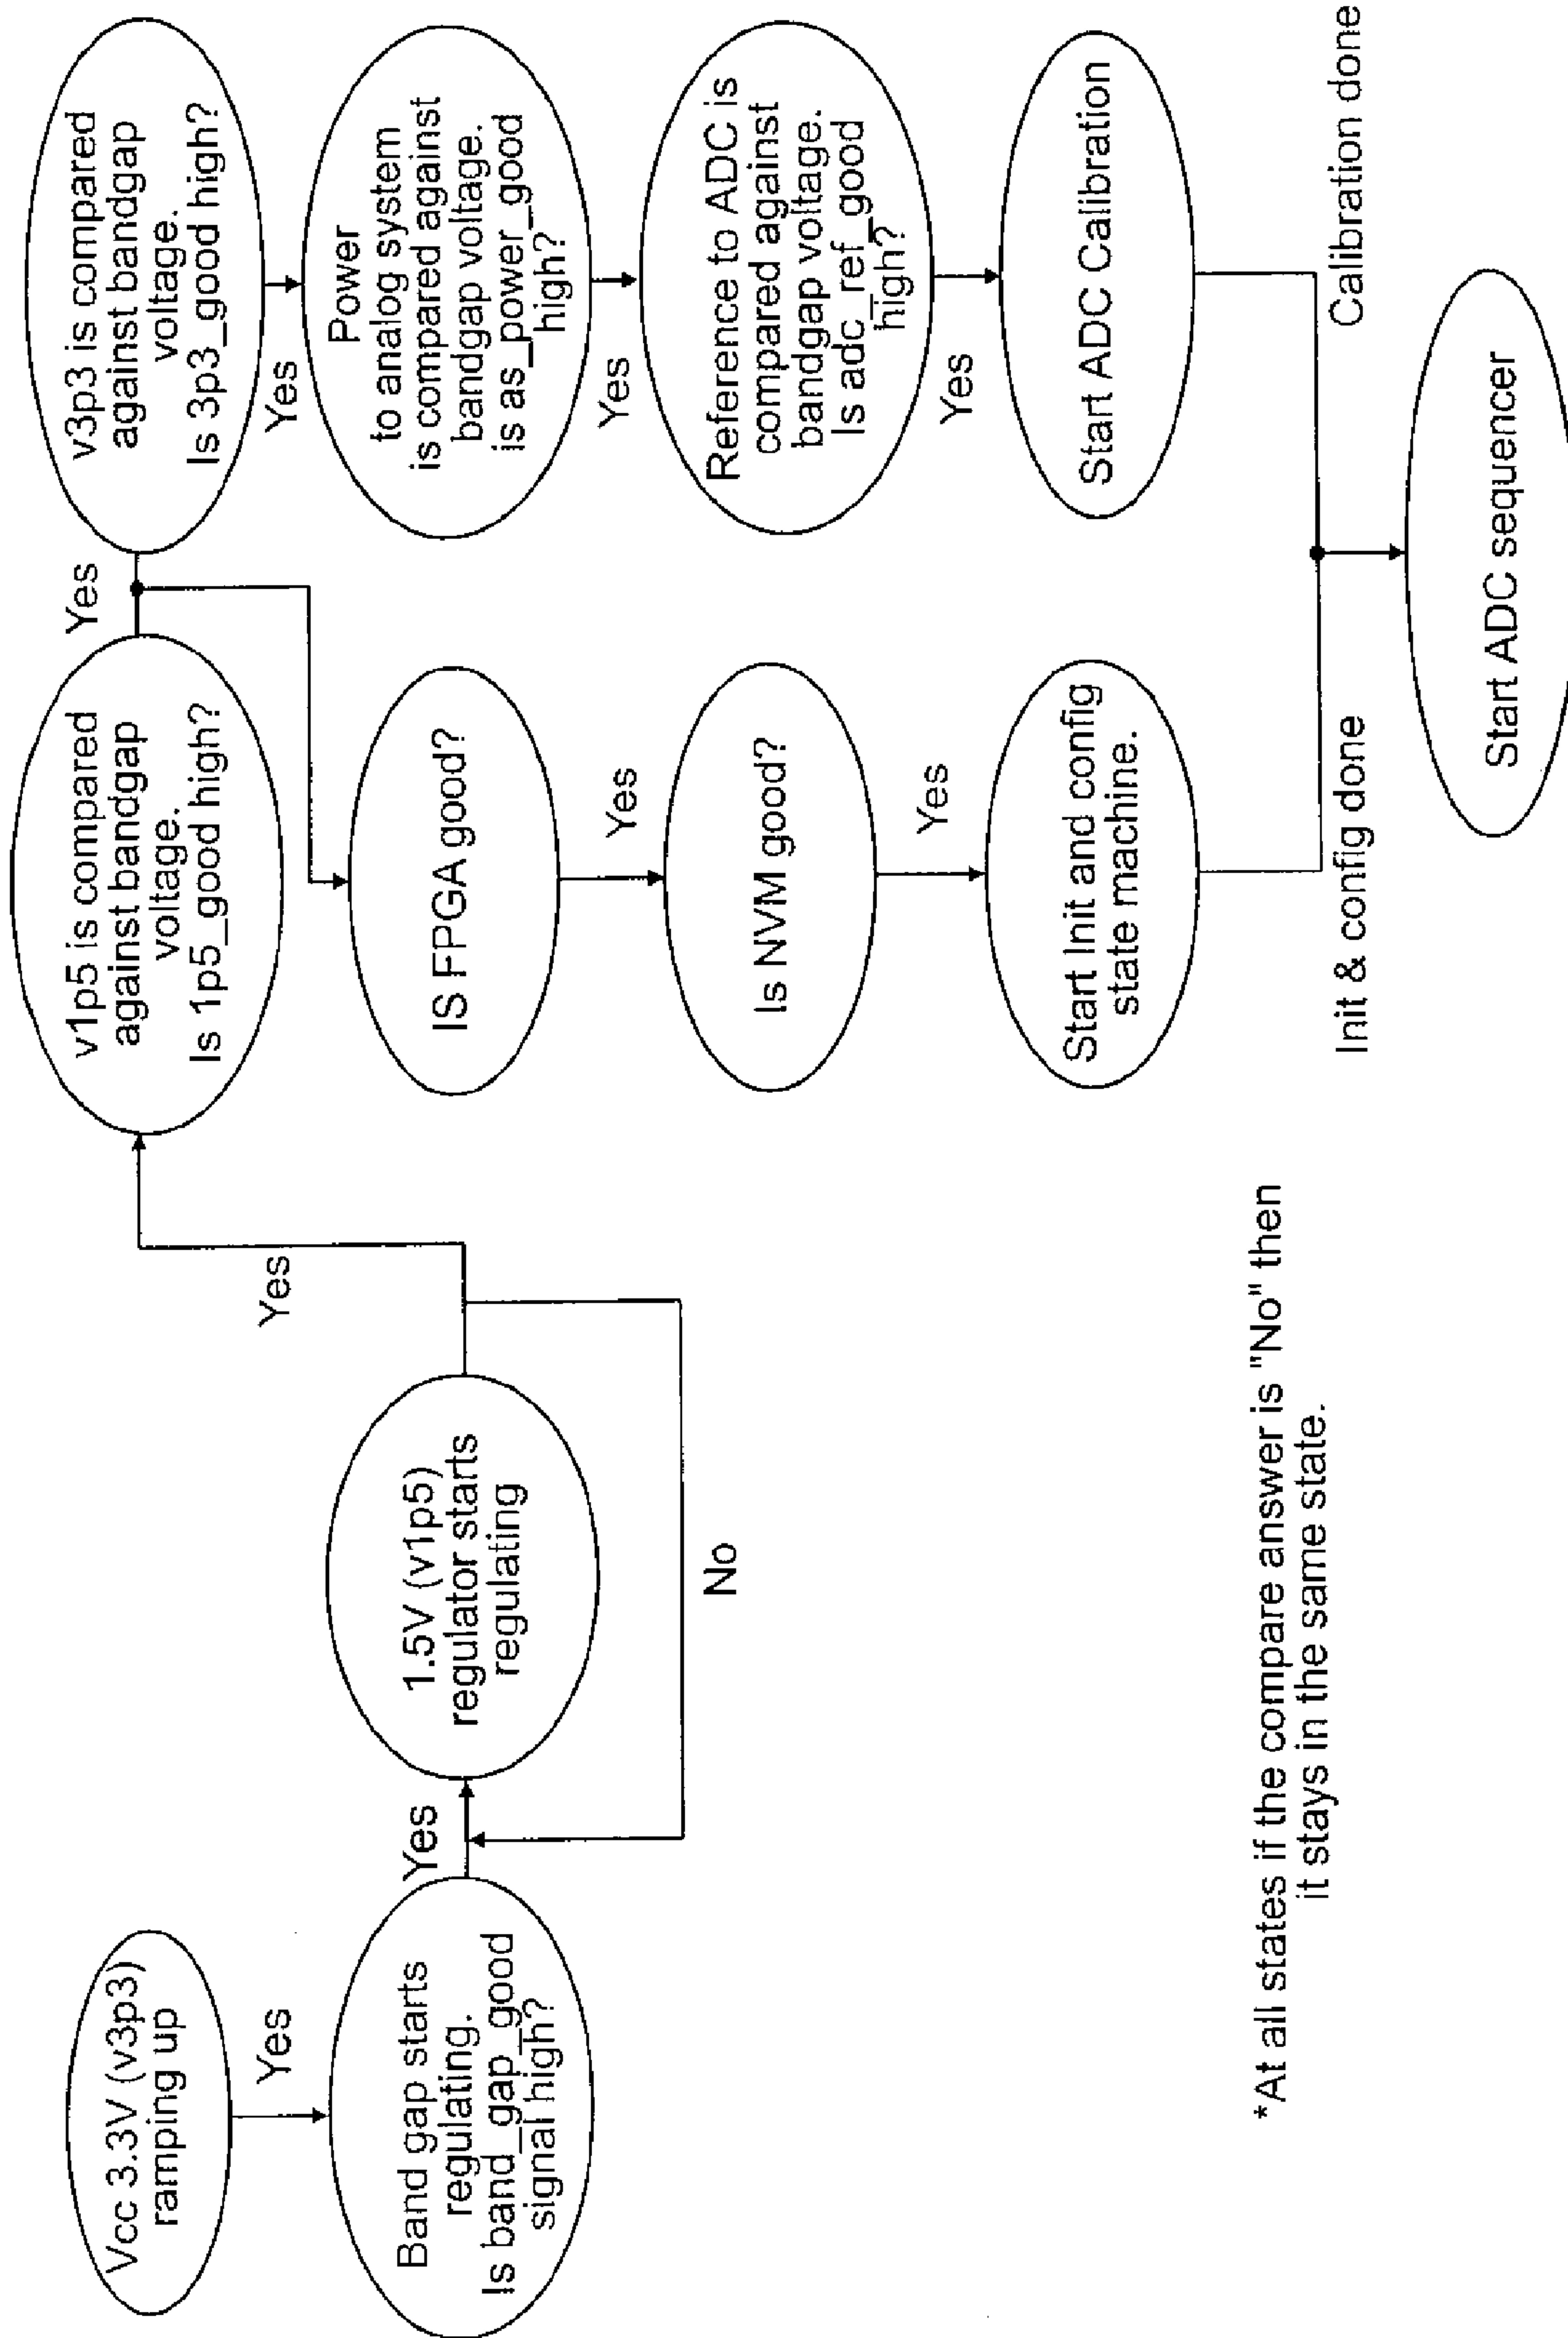 Vcc 3.3V (v3p3)
ramping up
Yes
Band gap starts
regulating.
Is band_gap_good
signal high?
Yes
1.5V (v1p5)
regulator starts
regulating
No
Yes
v1p5 is compared
against bandgap
voltage.
Is 1p5_good high?
Yes
IS FPGA good?
Yes
Is NVM good?
Yes
Start Init and config
state machine.
Init & config done
v3p3 is compared
against bandgap
voltage.
Is 3p3_good high?
Yes
Power
to analog system
is compared against
bandgap voltage.
is as_power_good
high?
Yes
Reference to ADC is
compared against
bandgap voltage.
Is adc_ref_good
high?
Yes
Start ADC Calibration
Calibration done
Start ADC sequencer
*At all states if the compare answer is "No" then
it stays in the same state.